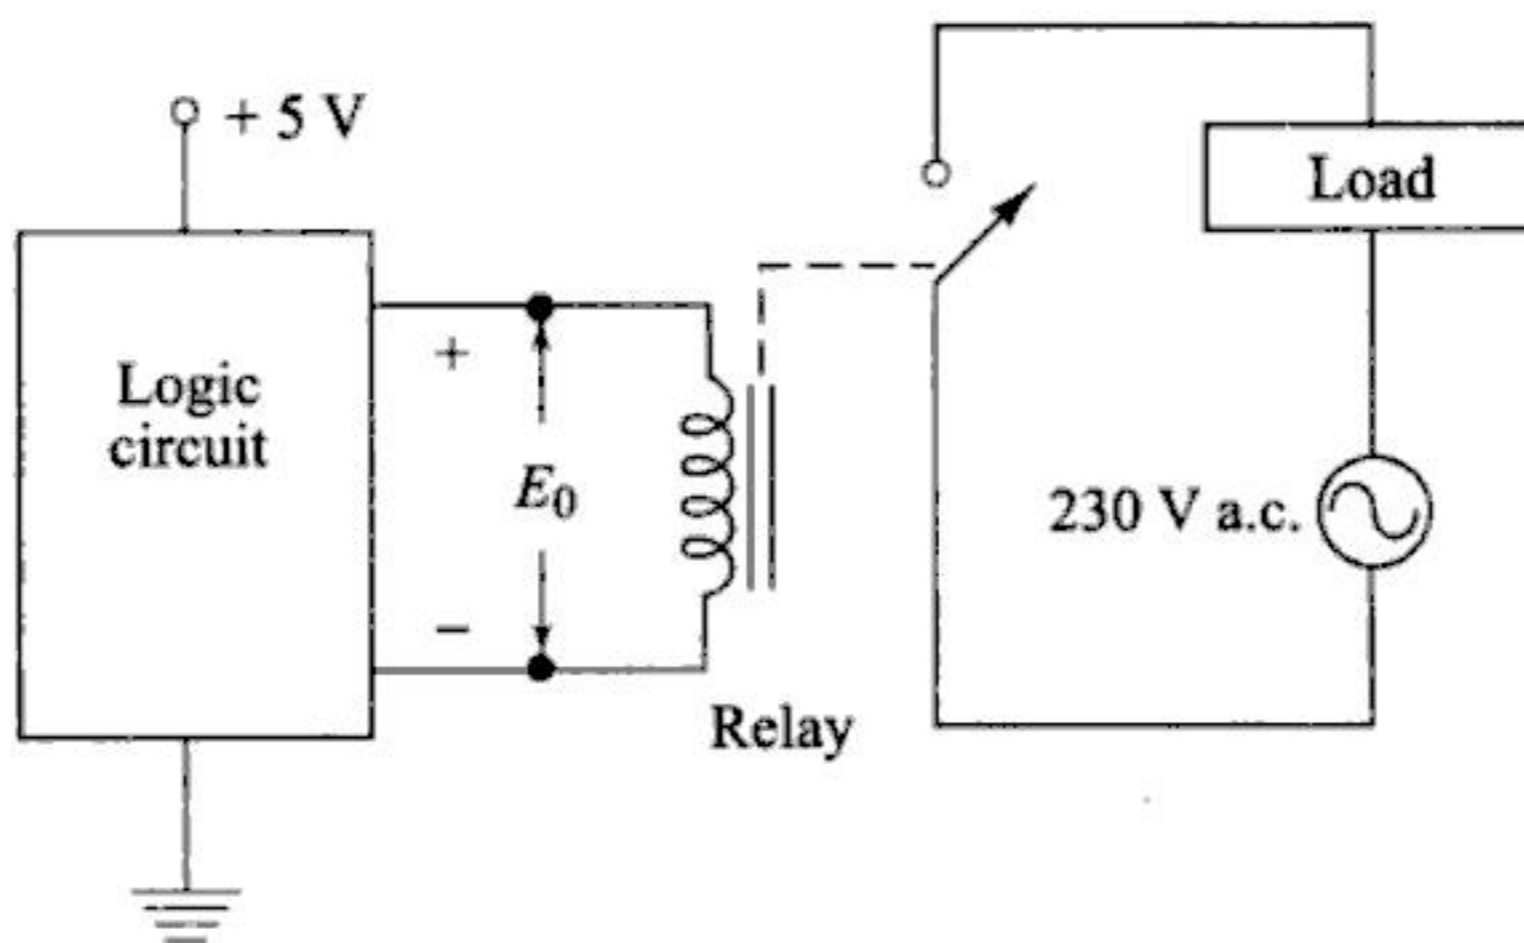 + 5 V
Load
Logic
circuit
+
E₀
230 V a.c.
−
Relay